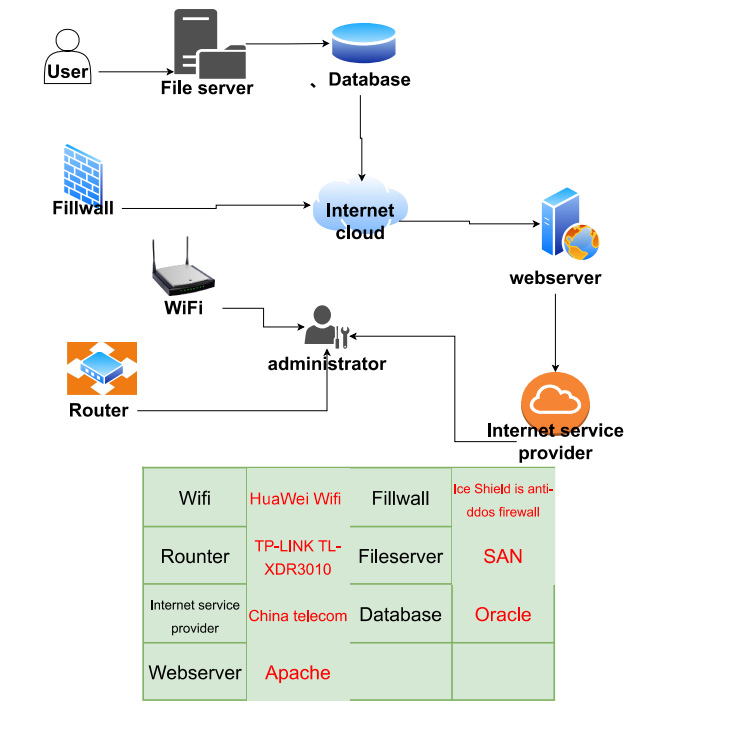 User
File server
、
Database
Fillwall
Internet
cloud
webserver
WiFi
administrator
Router
Internet service
provider
Wifi
HuaWei Wifi
Fillwall
Ice Shield is anti-
ddos firewall
Rounter
TP-LINK TL-
XDR3010
Fileserver
SAN
Internet service
provider
China telecom
Database
Oracle
Webserver
Apache